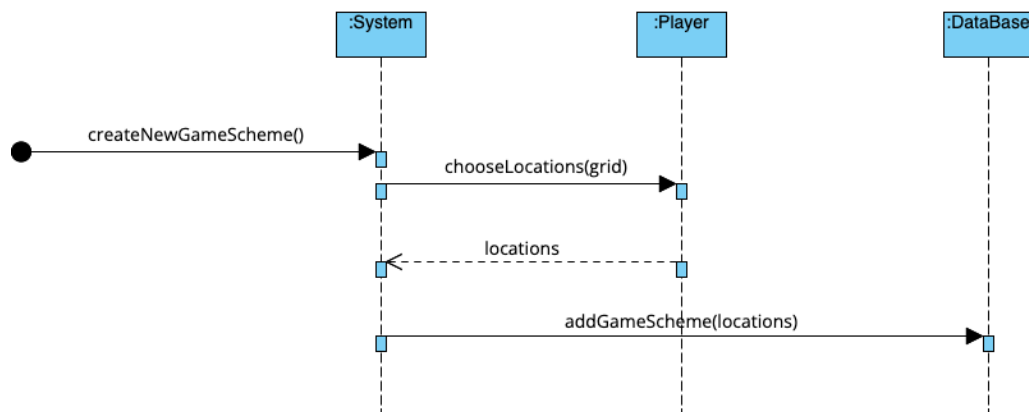 :System
:Player
:DataBase
createNewGameScheme()
chooseLocations(grid)
locations
addGameScheme(locations)